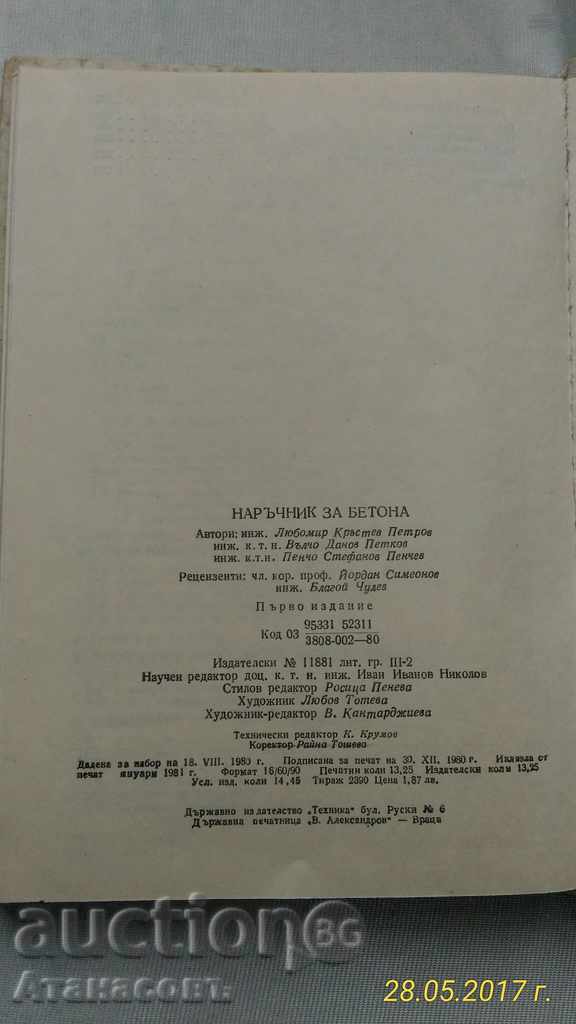 НАРЪЧНИК ЗА БЕТОНА
Автори: инж. Любомир Кръстев Петров
инж. к. т. н. Вълчо Данов Петков
инж. к.т.н. Пенчо Стефанов Пенчев
Рецензенти: чл. кор. проф. Йордан Симеонов
инж. Благой Чулев
Първо издание
Код 03 95331 52311
3808-002—80
Издателски № 11881 лит. гр. III-2
Научен редактор доц. к. т. н. инж. Иван Иванов Николов
Стилов редактор Росица Пенева
Художник Любов Тотева
Художник-редактор В. Кантарджиева
Технически редактор К. Крумов
Коректор Райна Тошева
Дадена за набор на 18. VIII. 1980 г. Подписана за печат на 30. XII. 1980 г. Излязла от
печат януари 1981 г. Формат 16/60/90 Печатни коли 13,25 Издателски коли 13,25
Усл. изд. коли 14,45 Тираж 2390 Цена 1,87 лв.
Държавно издателство „Техника“ бул. Руски № 6
Държавна печатница „В. Александров“ — Враца
auction BG
Атанасовъ
28.05.2017 г.